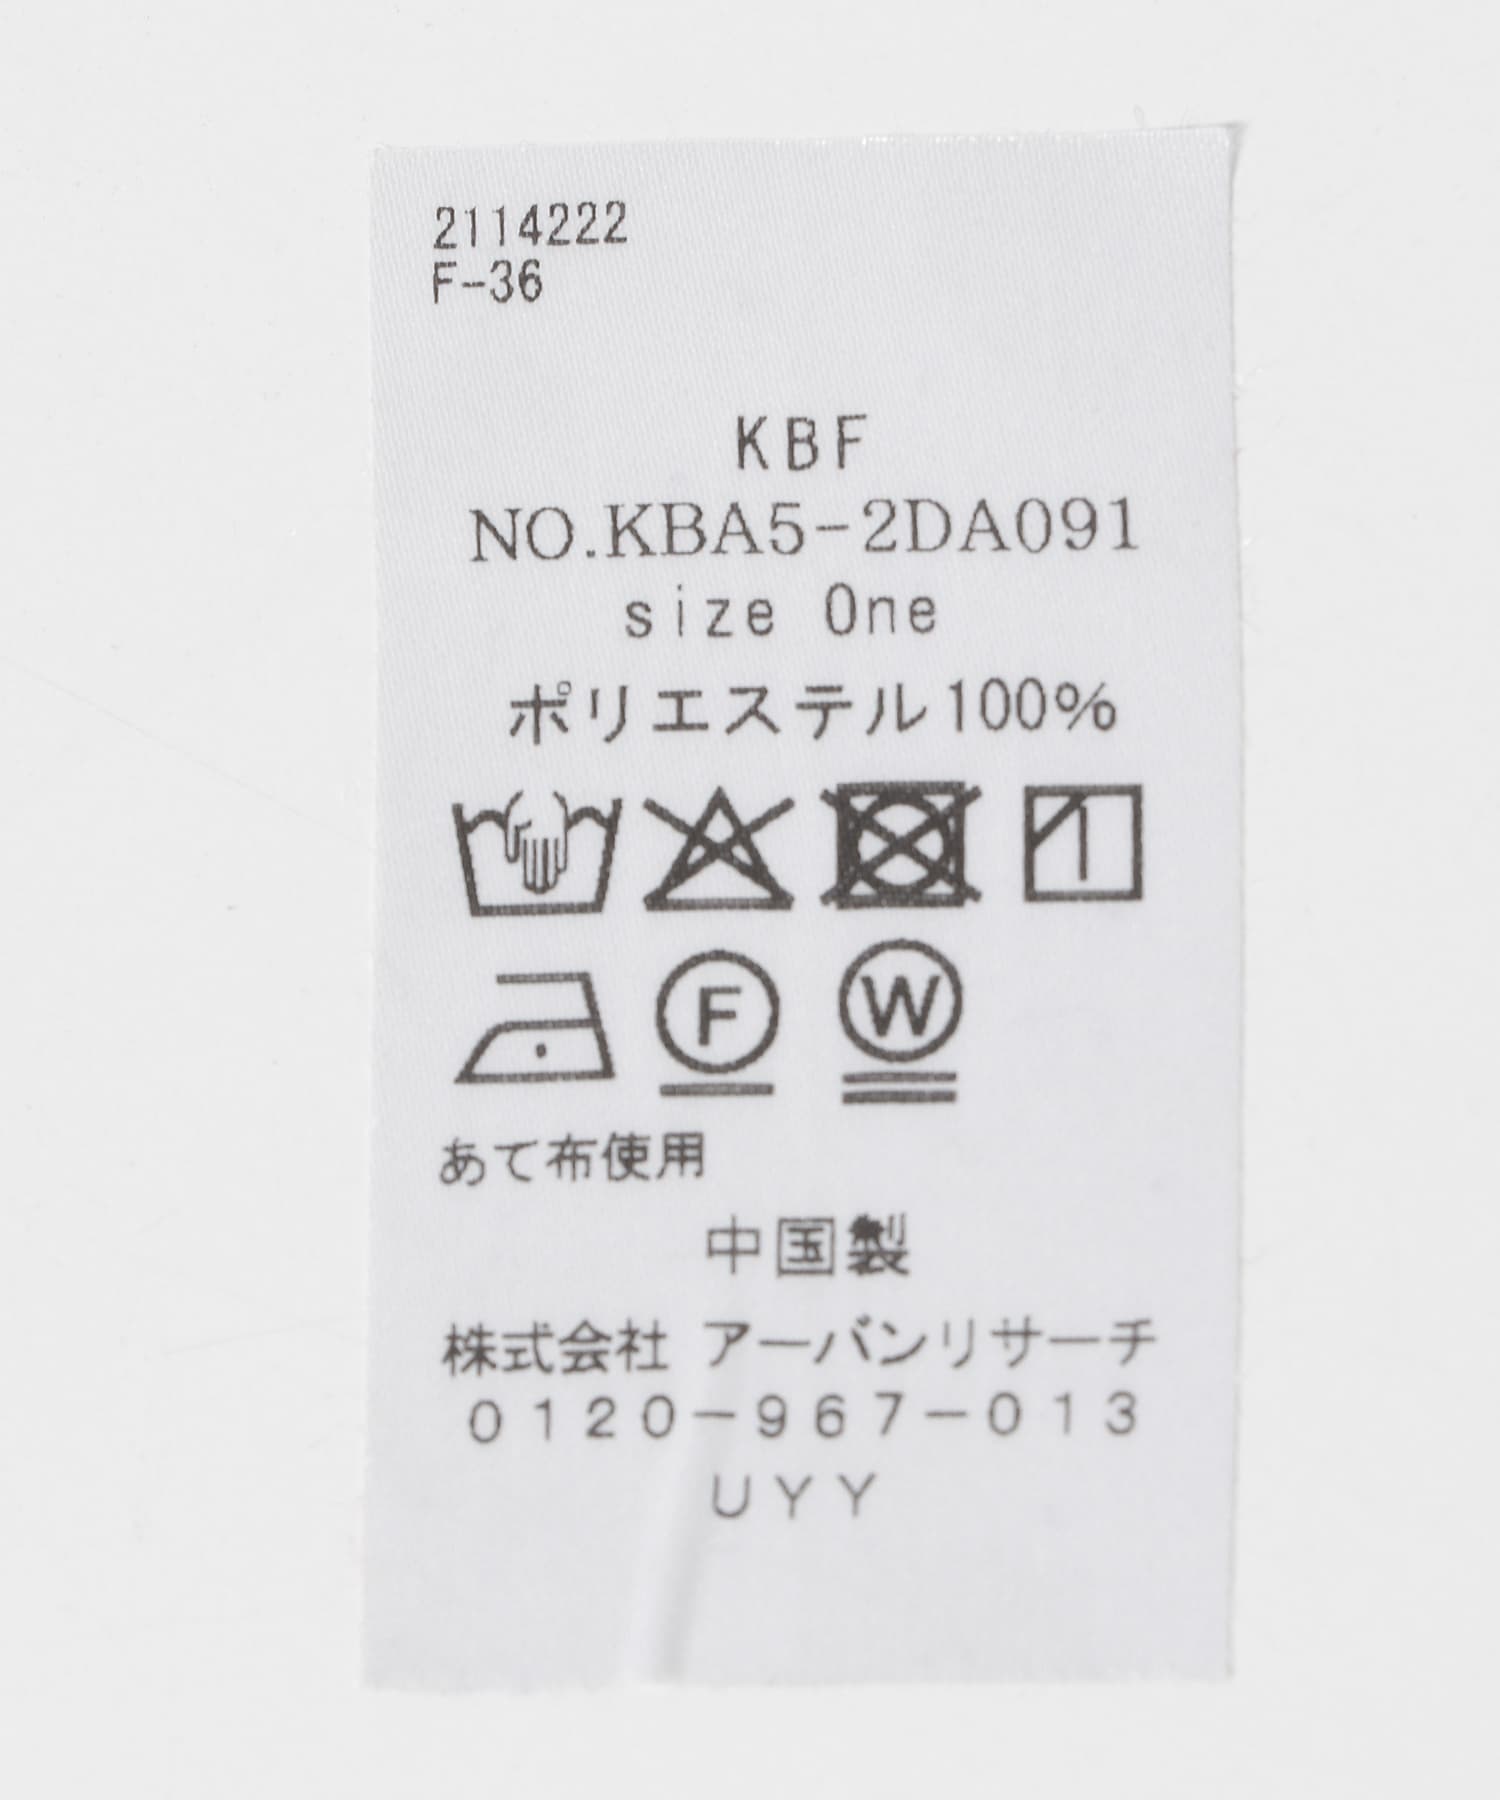 2114222
F-36
KBF
NO.KBA5-2DA091
size One
ポリエステル100%
F W
あて布使用
中国製
株式会社 アーバンリサーチ
0120-967-013
UYY